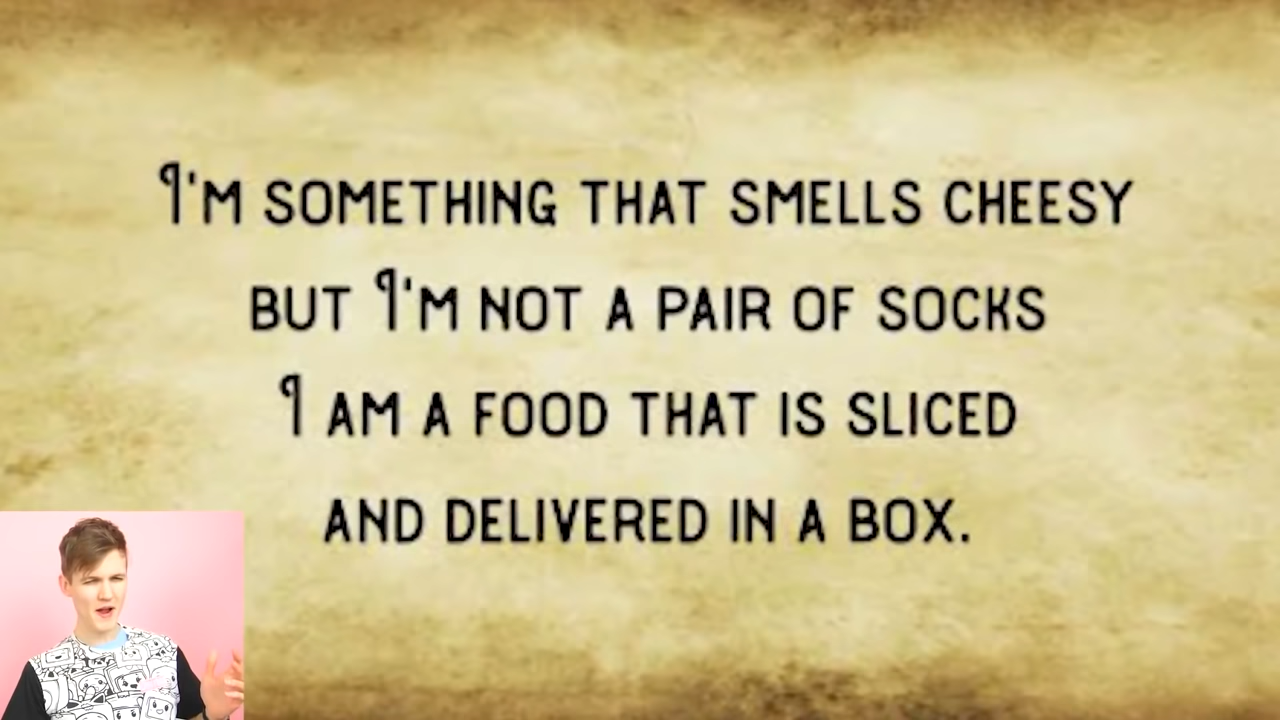 I'm something that smells cheesy
but I'm not a pair of socks
I am a food that is sliced
and delivered in a box.